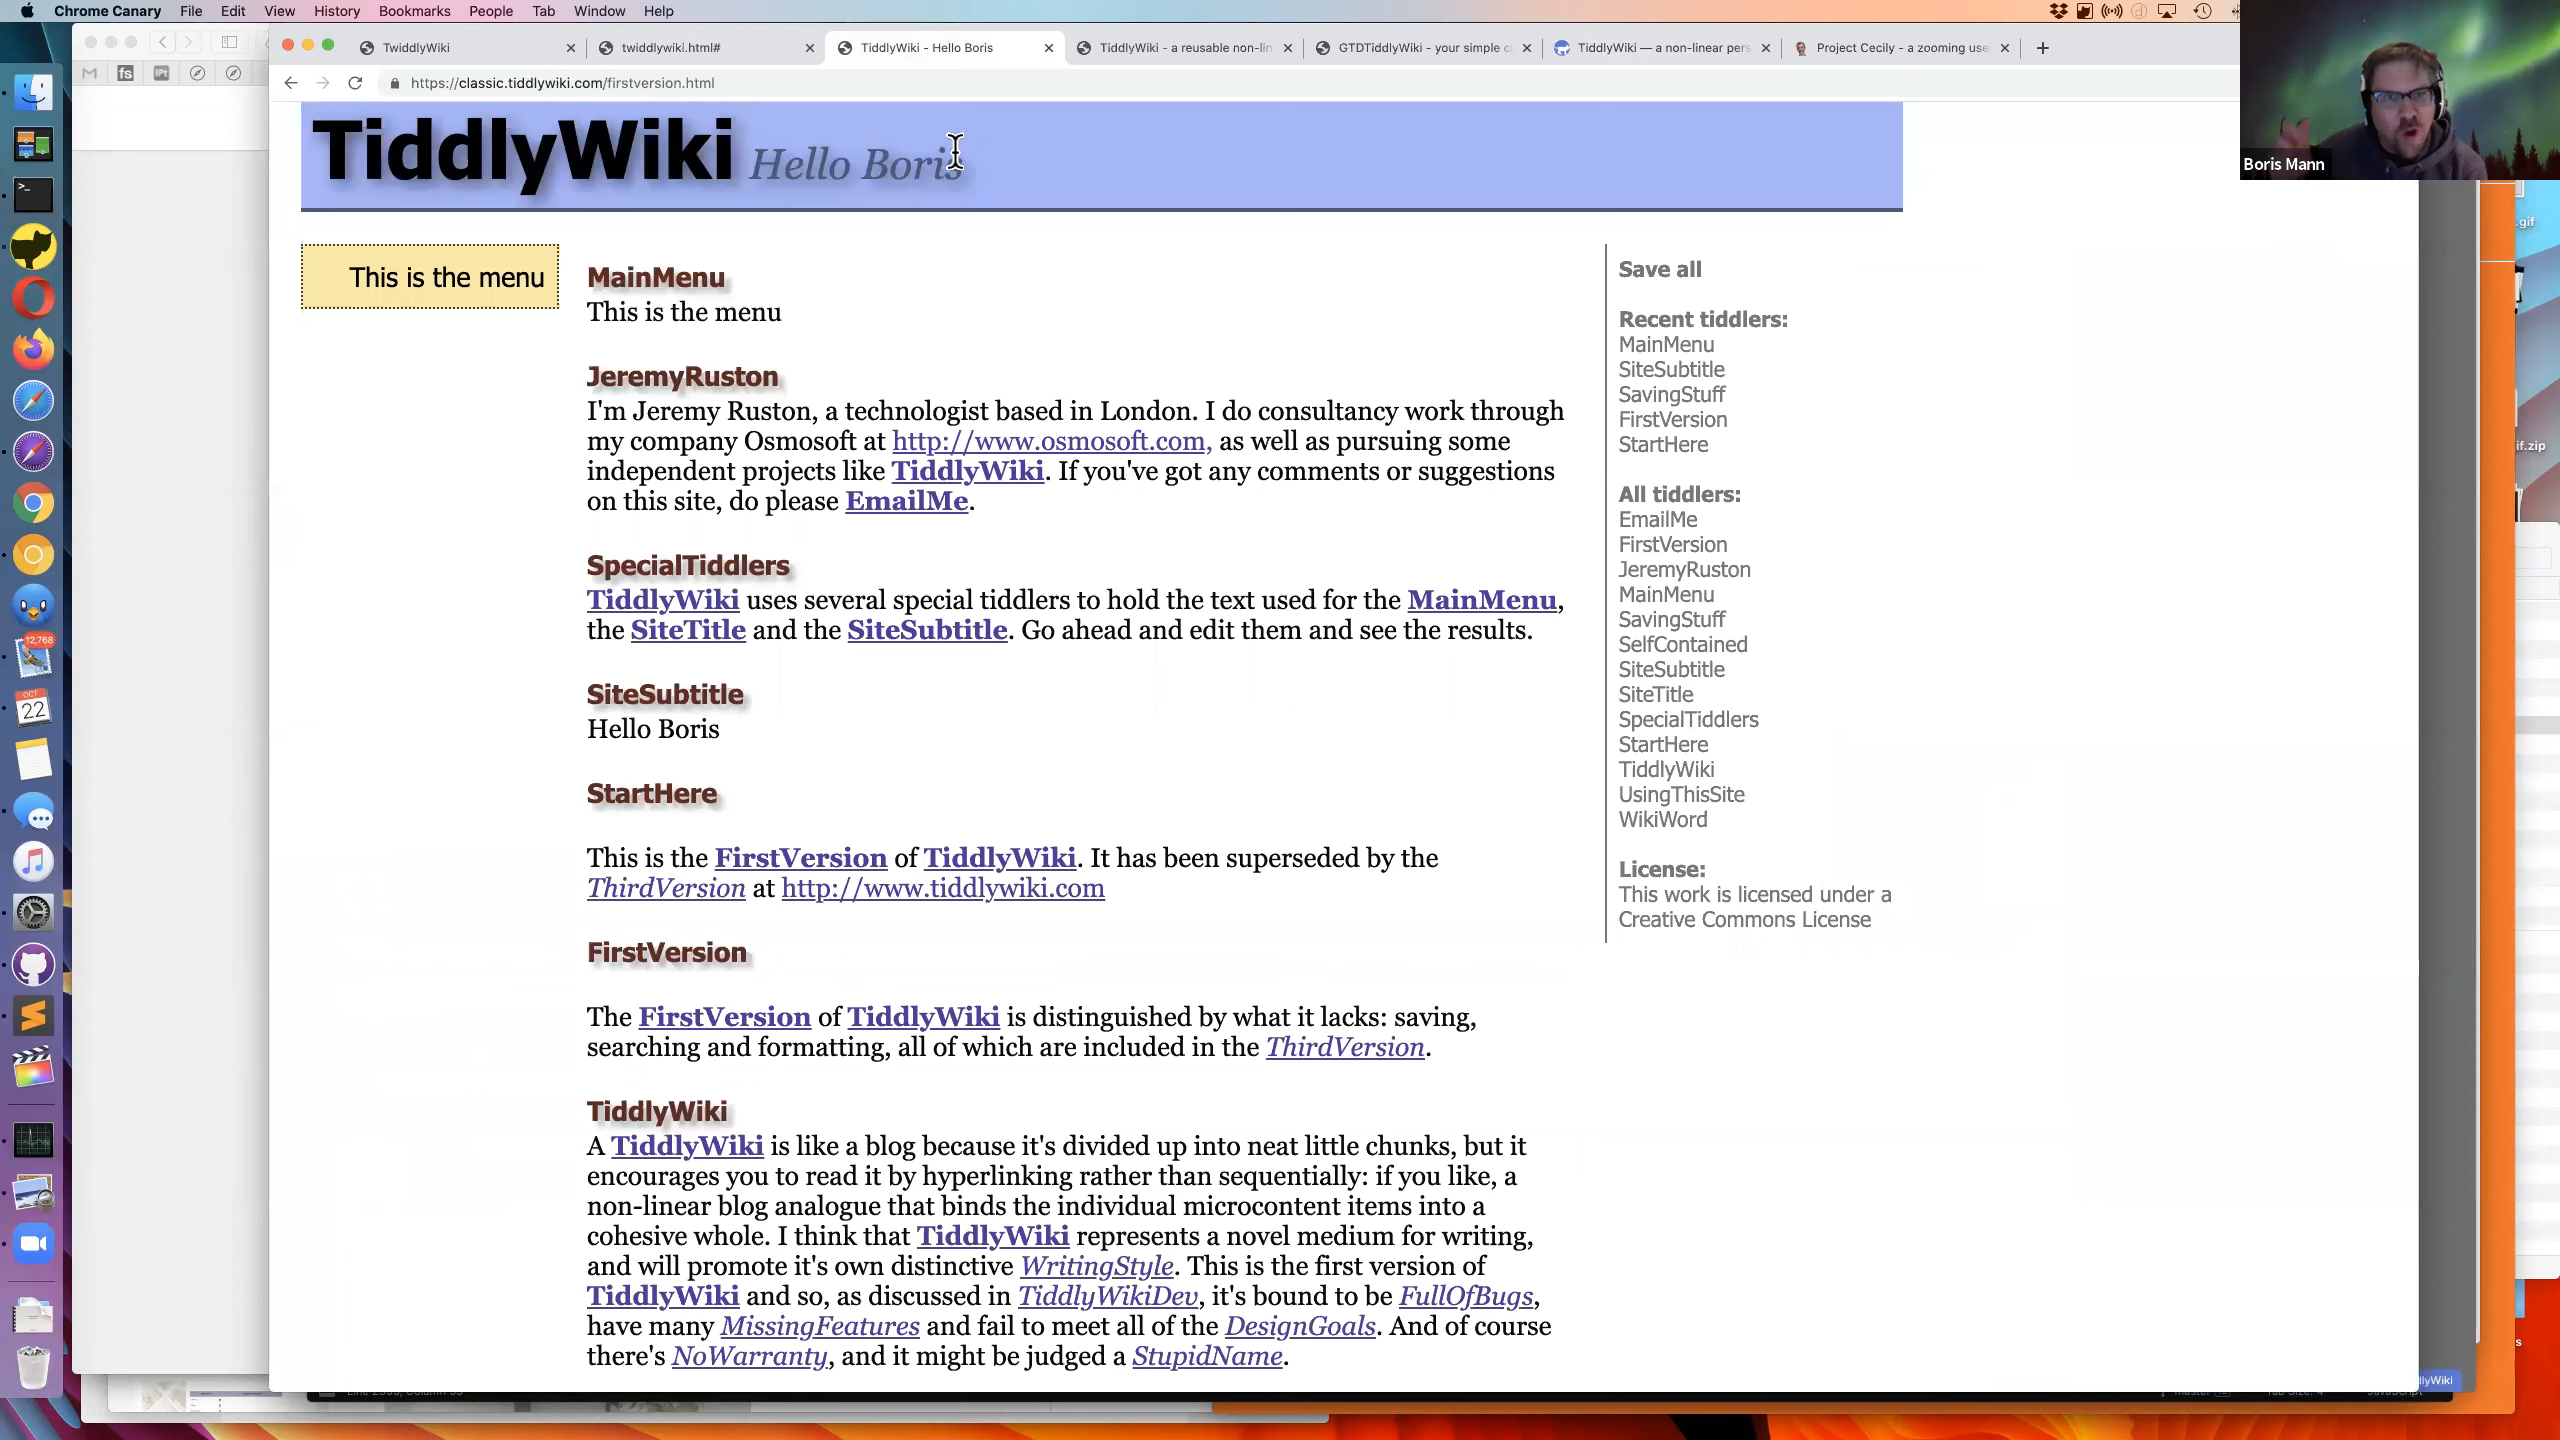 Chrome Canary File Edit View History Bookmarks People Tab Window Help
TwiddlyWiki
twiddlywiki.html#
TiddlyWiki - Hello Boris
TiddlyWiki - a reusable non-lin
GTDTiddlyWiki - your simple c
TiddlyWiki — a non-linear pers
Project Cecily - a zooming use
https://classic.tiddlywiki.com/firstversion.html
Boris Mann
TiddlyWiki Hello Boris
This is the menu
MainMenu
This is the menu
JeremyRuston
I'm Jeremy Ruston, a technologist based in London. I do consultancy work through
my company Osmosoft at http://www.osmosoft.com, as well as pursuing some
independent projects like TiddlyWiki. If you've got any comments or suggestions
on this site, do please EmailMe.
SpecialTiddlers
TiddlyWiki uses several special tiddlers to hold the text used for the MainMenu,
the SiteTitle and the SiteSubtitle. Go ahead and edit them and see the results.
SiteSubtitle
Hello Boris
StartHere
This is the FirstVersion of TiddlyWiki. It has been superseded by the
ThirdVersion at http://www.tiddlywiki.com
FirstVersion
The FirstVersion of TiddlyWiki is distinguished by what it lacks: saving,
searching and formatting, all of which are included in the ThirdVersion.
TiddlyWiki
A TiddlyWiki is like a blog because it's divided up into neat little chunks, but it
encourages you to read it by hyperlinking rather than sequentially: if you like, a
non-linear blog analogue that binds the individual microcontent items into a
cohesive whole. I think that TiddlyWiki represents a novel medium for writing,
and will promote it's own distinctive WritingStyle. This is the first version of
TiddlyWiki and so, as discussed in TiddlyWikiDev, it's bound to be FullOfBugs,
have many MissingFeatures and fail to meet all of the DesignGoals. And of course
there's NoWarranty, and it might be judged a StupidName.
Save all
Recent tiddlers:
MainMenu
SiteSubtitle
SavingStuff
FirstVersion
StartHere
All tiddlers:
EmailMe
FirstVersion
JeremyRuston
MainMenu
SavingStuff
SelfContained
SiteSubtitle
SiteTitle
SpecialTiddlers
StartHere
TiddlyWiki
UsingThisSite
WikiWord
License:
This work is licensed under a
Creative Commons License
fs
IPt
12,768
OCT
22
.gif
if.zip
llyWiki